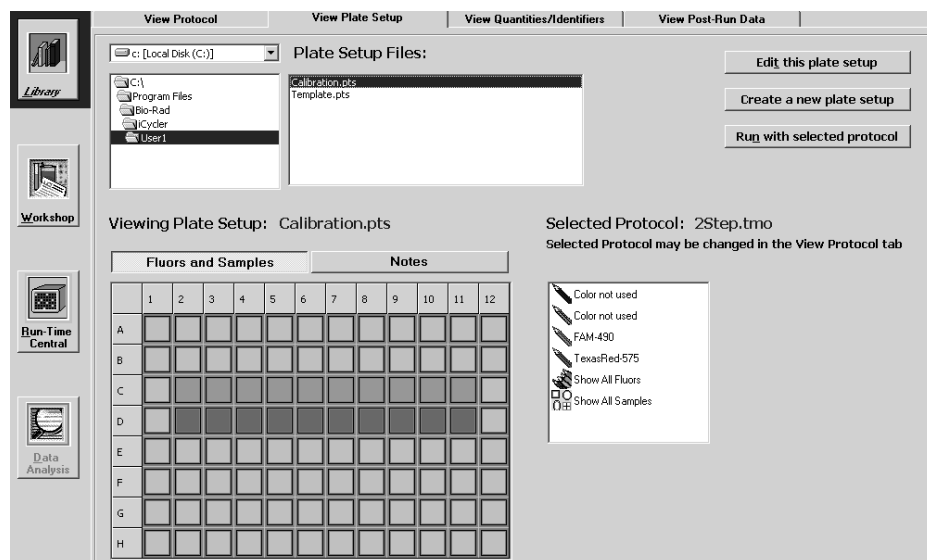 View Protocol
View Plate Setup
View Quantities/Identifiers
View Post-Run Data
Library
Workshop
Run-Time
Central
Data
Analysis
c: [Local Disk (C:)]
C:\
Program Files
Bio-Rad
iCycler
User1
Plate Setup Files:
Calibration.pts
Template.pts
Edit this plate setup
Create a new plate setup
Run with selected protocol
Viewing Plate Setup: Calibration.pts
Selected Protocol: 2Step.tmo
Selected Protocol may be changed in the View Protocol tab
Fluors and Samples
Notes
1 2 3 4 5 6 7 8 9 10 11 12
A
B
C
D
E
F
G
H
Color not used
Color not used
FAM-490
TexasRed-575
Show All Fluors
Show All Samples